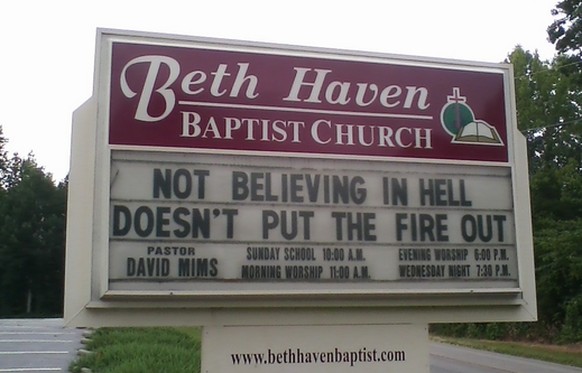 Beth Haven
BAPTIST CHURCH
NOT BELIEVING IN HELL
DOESN'T PUT THE FIRE OUT
PASTOR
DAVID MIMS
SUNDAY SCHOOL 10:00 A.M.
MORNING WORSHIP 11:00 A.M.
EVENING WORSHIP 6:00 P.M.
WEDNESDAY NIGHT 7:30 P.M.
www.bethhavenbaptist.com